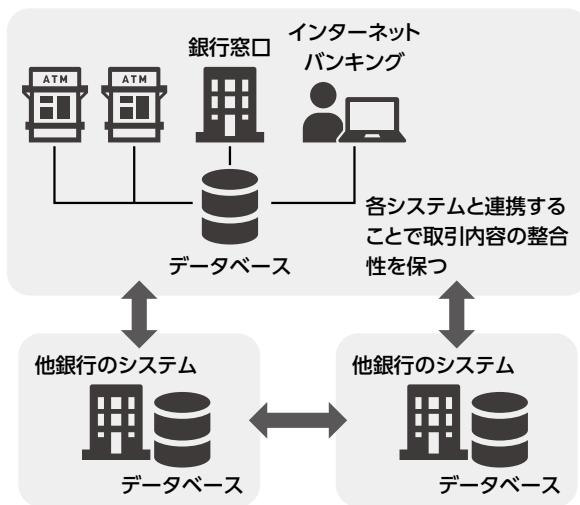 銀行窓口
インターネット
バンキング
ATM
ATM
データベース
各システムと連携する
ことで取引内容の整合
性を保つ
他銀行のシステム
データベース
他銀行のシステム
データベース